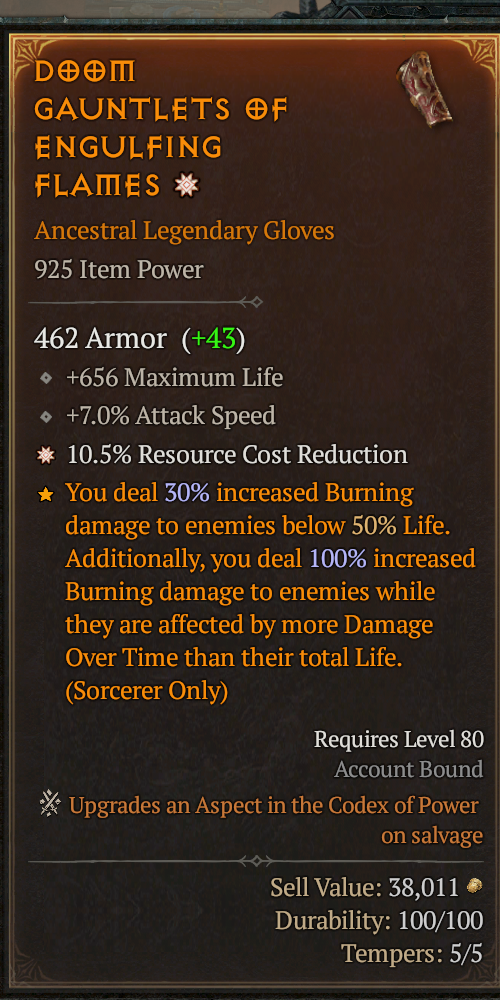 DOOM
GAUNTLETS OF
ENGULFING
FLAMES
Ancestral Legendary Gloves
925 Item Power
462 Armor (+43)
+656 Maximum Life
+7.0% Attack Speed
10.5% Resource Cost Reduction
You deal 30% increased Burning
damage to enemies below 50% Life.
Additionally, you deal 100% increased
Burning damage to enemies while
they are affected by more Damage
Over Time than their total Life.
(Sorcerer Only)
Requires Level 80
Account Bound
Upgrades an Aspect in the Codex of Power
on salvage
Sell Value: 38,011
Durability: 100/100
Tempers: 5/5